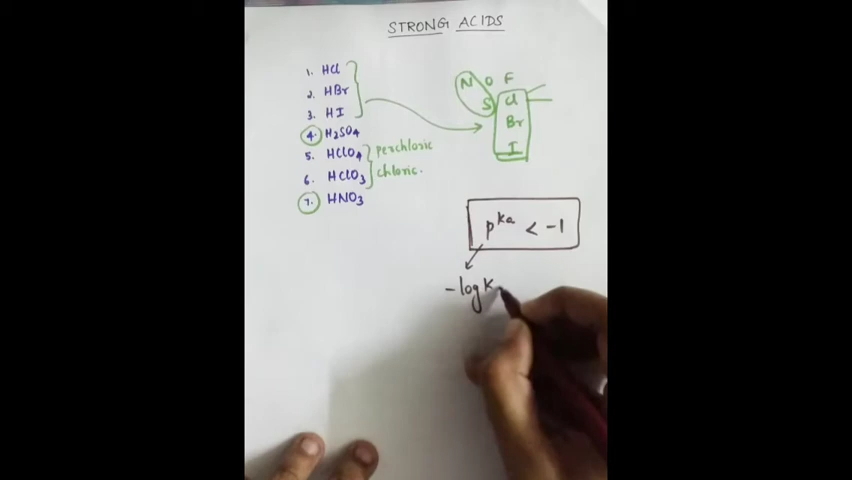 STRONG ACIDS
1. HCl
2. HBr
3. HI
4. H2SO4
5. HClO4 perchloric
6. HClO3 chloric.
7. HNO3
N O F
S Cl
Br
I
pka < -1
-log k